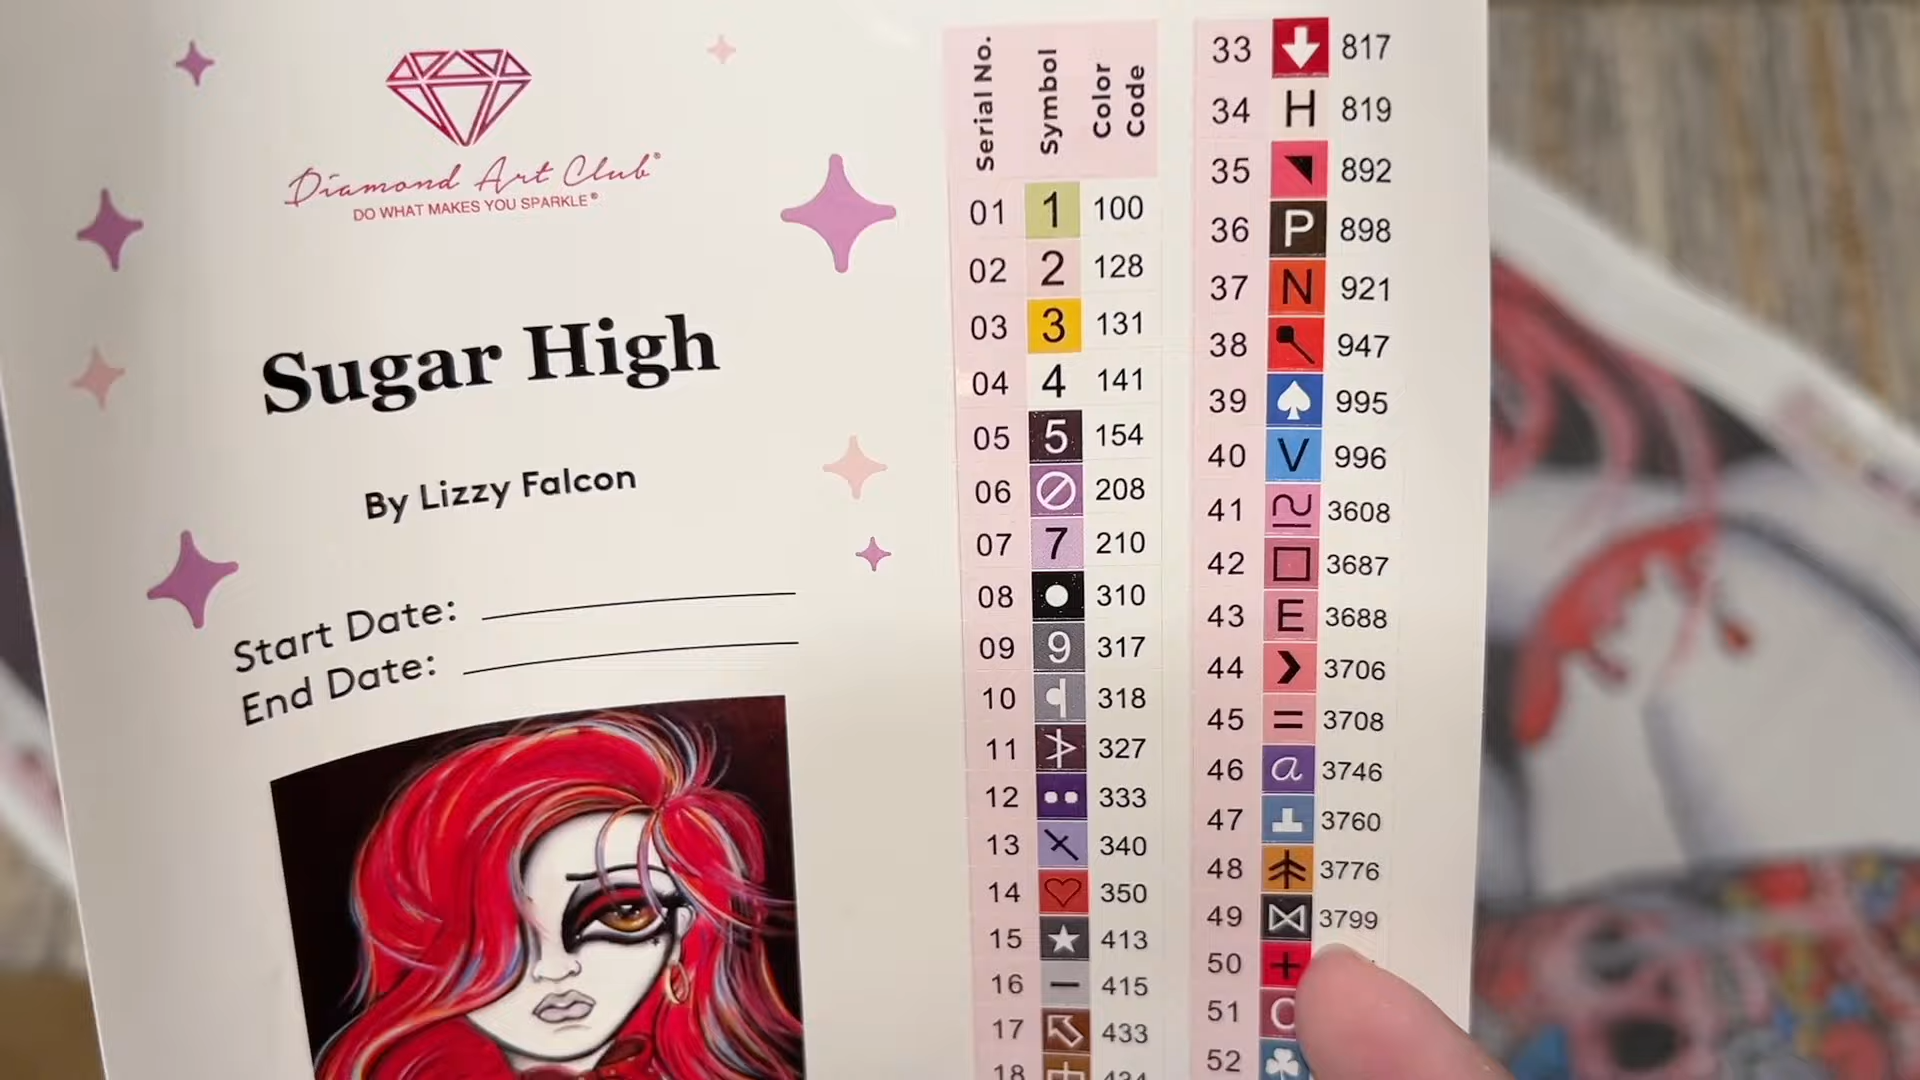 Diamond Art Club®
DO WHAT MAKES YOU SPARKLE®
Sugar High
By Lizzy Falcon
Start Date:
End Date:
Serial No. Symbol Color Code
01 1 100
02 2 128
03 3 131
04 4 141
05 5 154
06 208
07 7 210
08 310
09 9 317
10 318
11 327
12 333
13 340
14 350
15 413
16 415
17 433
18
33 817
34 H 819
35 892
36 P 898
37 N 921
38 947
39 995
40 V 996
41 3608
42 3687
43 E 3688
44 3706
45 = 3708
46 a 3746
47 3760
48 3776
49 3799
50 +
51
52